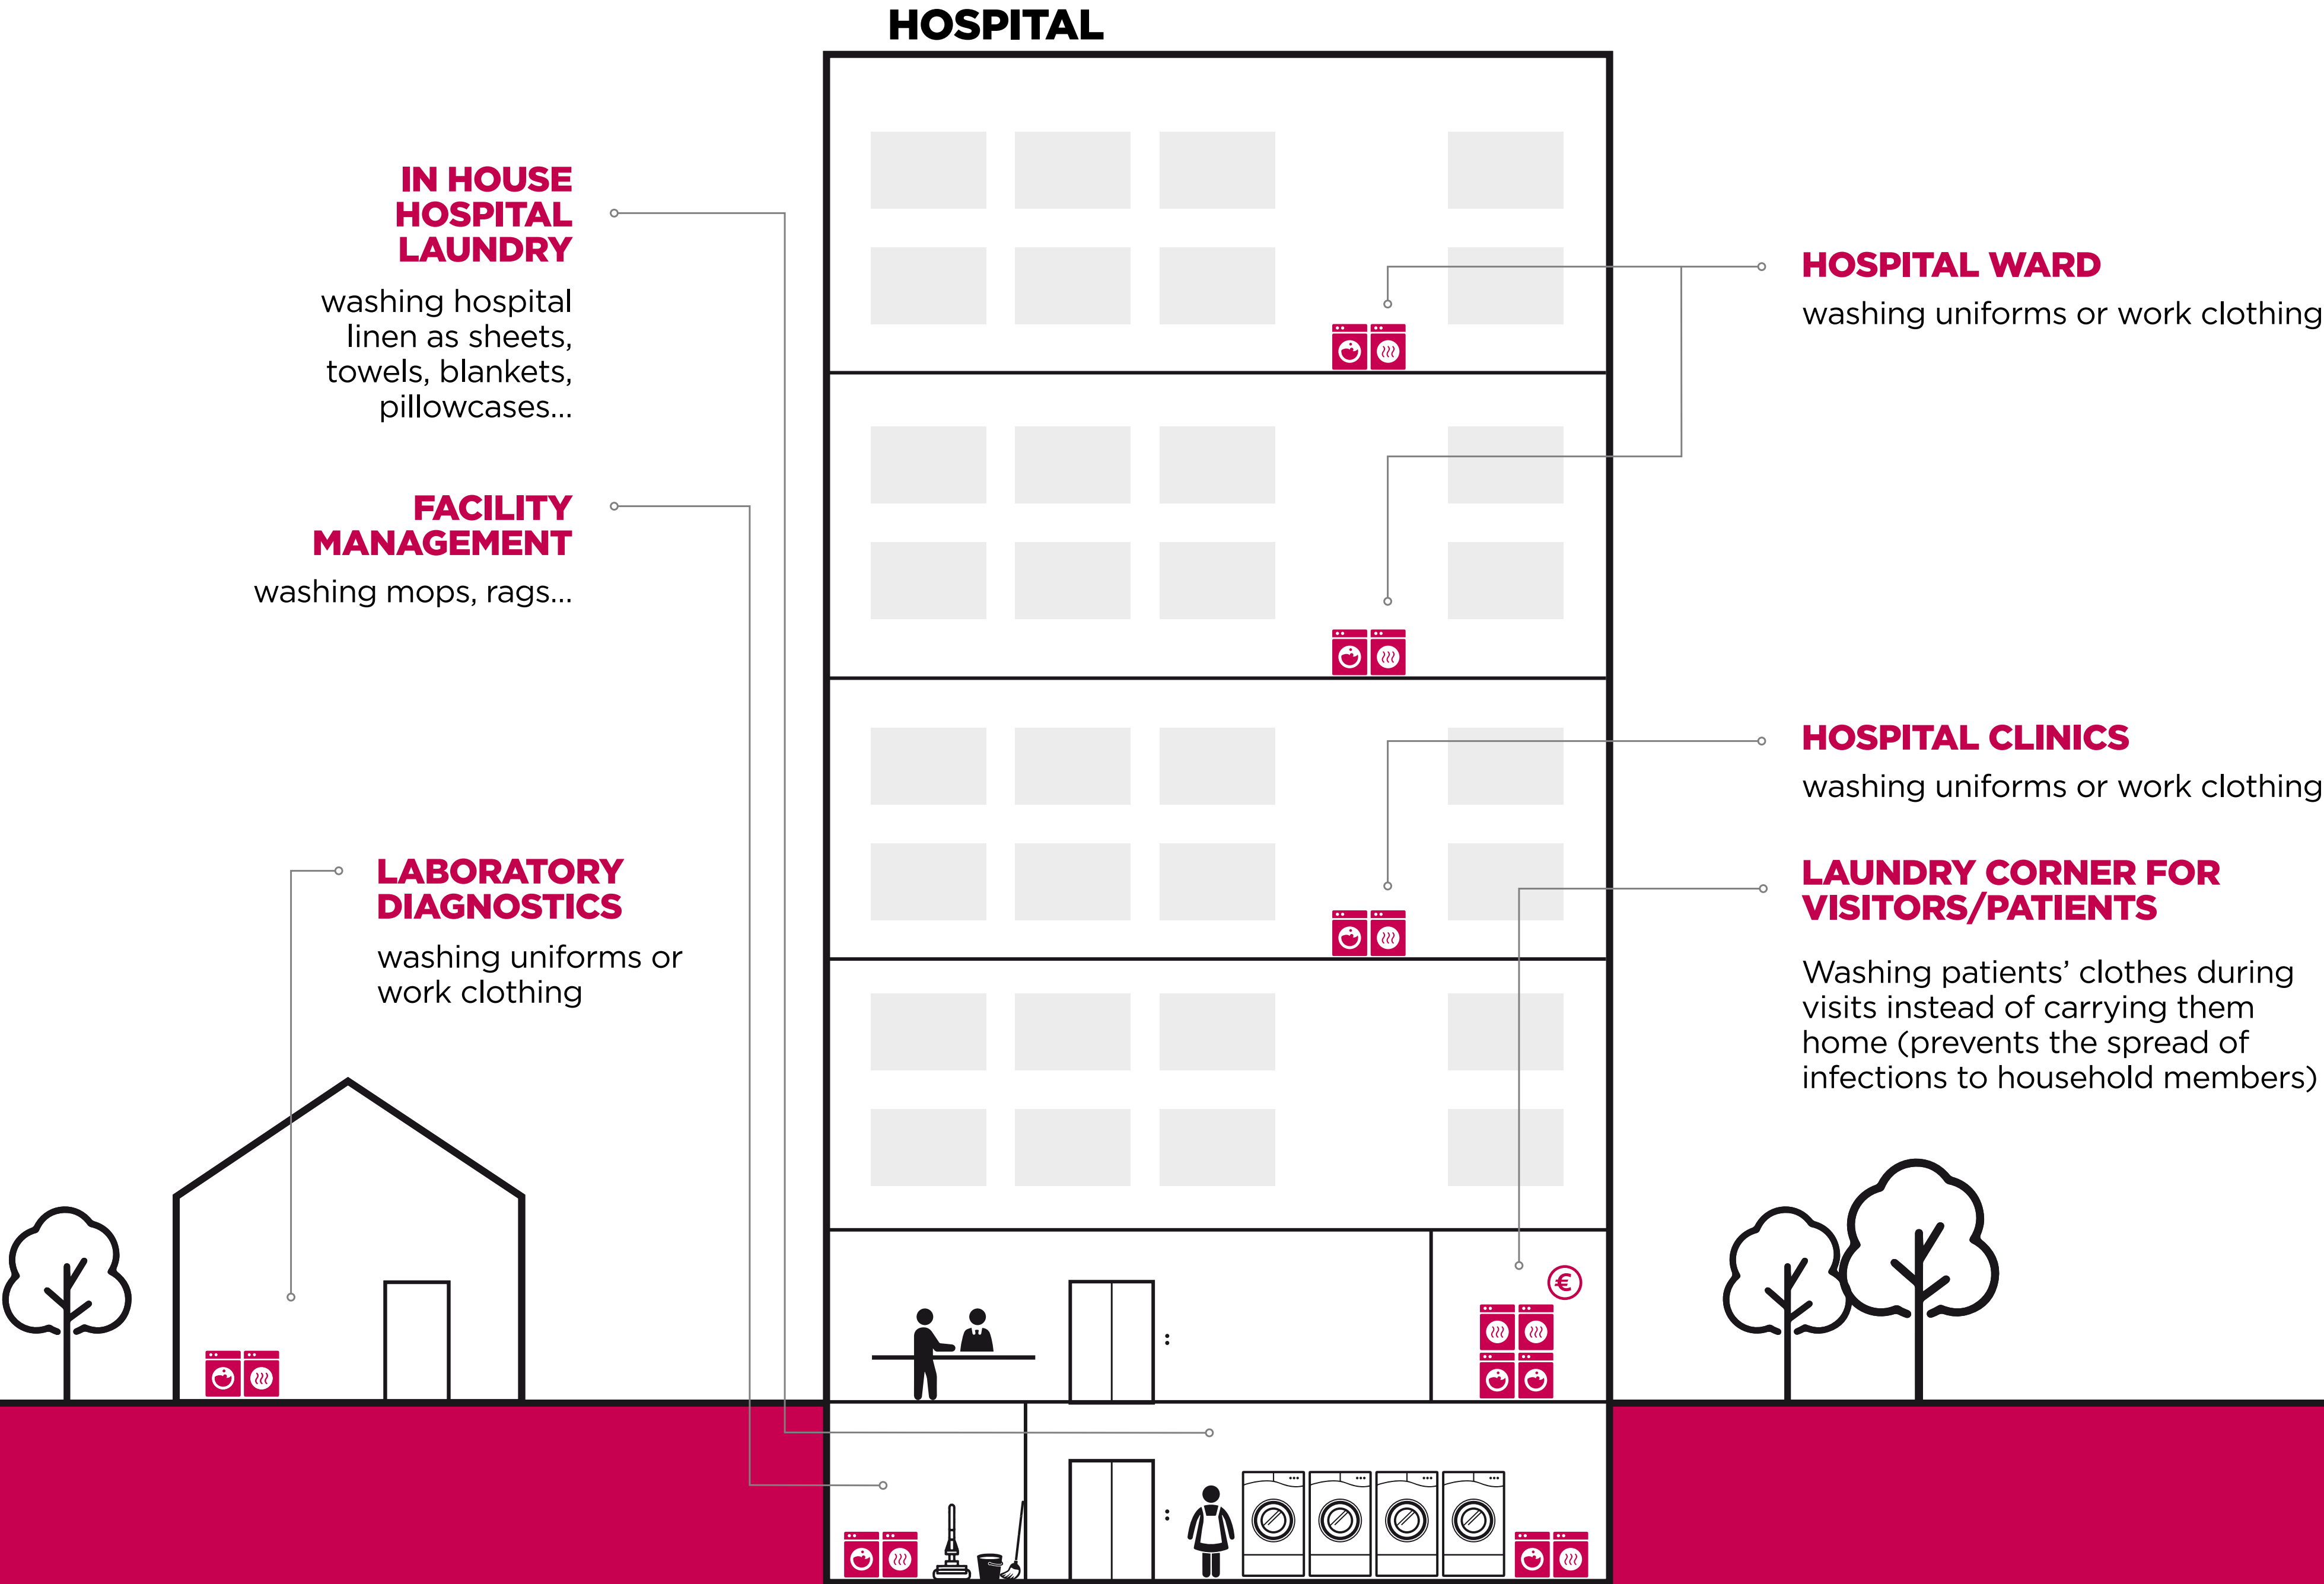 HOSPITAL
IN HOUSE
HOSPITAL
LAUNDRY
washing hospital
linen as sheets,
towels, blankets,
pillowcases...
FACILITY
MANAGEMENT
washing mops, rags...
LABORATORY
DIAGNOSTICS
washing uniforms or
work clothing
HOSPITAL WARD
washing uniforms or work clothing
HOSPITAL CLINICS
washing uniforms or work clothing
LAUNDRY CORNER FOR
VISITORS/PATIENTS
Washing patients’ clothes during
visits instead of carrying them
home (prevents the spread of
infections to household members)
€